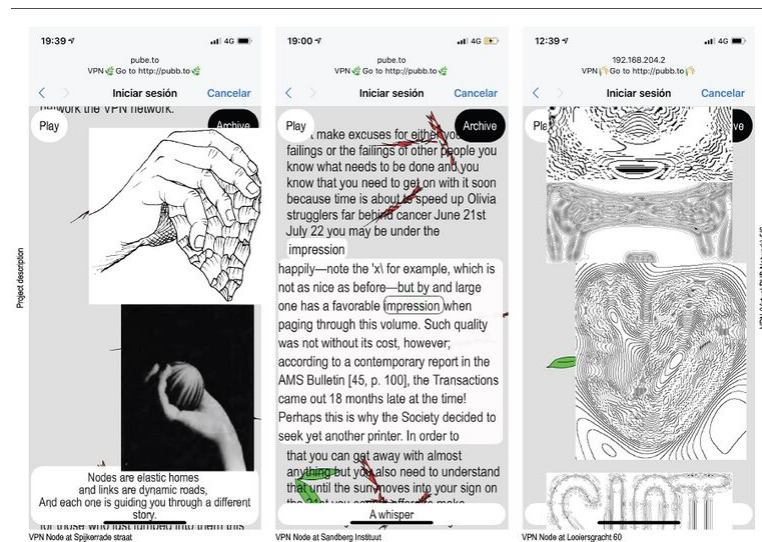 Project description
19:39
4G
pube.to
VPN🌿 Go to http://pubb.to🌿
Iniciar sesión
Cancelar
network the VPN network.
Play
Archive
Nodes are elastic homes
and links are dynamic roads,
And each one is guiding you through a different
story.
for those who just jumped into them this
VPN Node at Spijkerkade straat
19:00
4G
pube.to
VPN🌿 Go to http://pubb.to🌿
Iniciar sesión
Cancelar
Play
Archive
make excuses for either you
failings or the failings of other people you
know what needs to be done and you
know that you need to get on with it soon
because time is about to speed up Olivia
strugglers far behind cancer June 21st
July 22 you may be under the
impression
happily—note the 'x\ for example, which is
not as nice as before—but by and large
one has a favorable impression when
paging through this volume. Such quality
was not without its cost, however;
according to a contemporary report in the
AMS Bulletin [45, p. 100], the Transactions
came out 18 months late at the time!
Perhaps this is why the Society decided to
seek yet another printer. In order to
that you can get away with almost
anything but you also need to understand
that until the sun moves into your sign on
A whisper
VPN Node at Sandberg Instituut
12:39
4G
192.168.204.2
VPN Go to http://pubb.to
Iniciar sesión
Cancelar
VPN Node at Looiersgracht 60